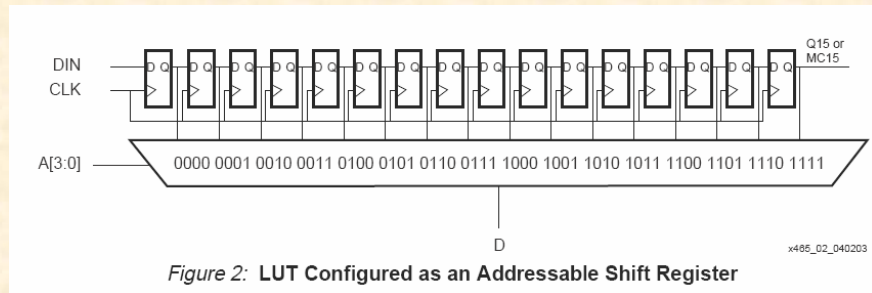 Q15 or
MC15
DIN
D Q D Q D Q D Q D Q D Q D Q D Q D Q D Q D Q D Q D Q D Q D Q D Q
CLK
A[3:0]
0000 0001 0010 0011 0100 0101 0110 0111 1000 1001 1010 1011 1100 1101 1110 1111
D
x465_02_040203
Figure 2: LUT Configured as an Addressable Shift Register